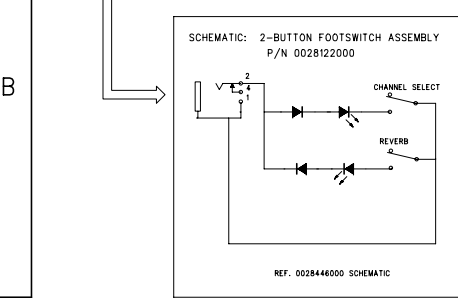 B
SCHEMATIC: 2-BUTTON FOOTSWITCH ASSEMBLY
P/N 0028122000
2
4
1
CHANNEL SELECT
REVERB
REF. 0028446000 SCHEMATIC